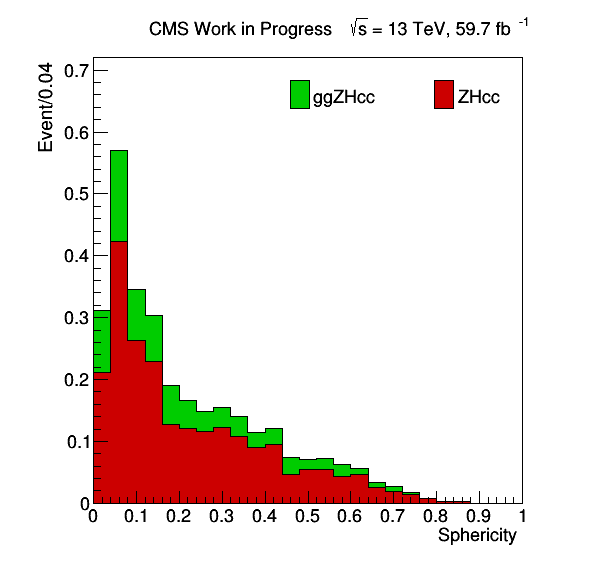 CMS Work in Progress √s = 13 TeV, 59.7 fb -1
Event/0.04
ggZHcc
ZHcc
0.7
0.6
0.5
0.4
0.3
0.2
0.1
0
0 0.1 0.2 0.3 0.4 0.5 0.6 0.7 0.8 0.9 1
Sphericity